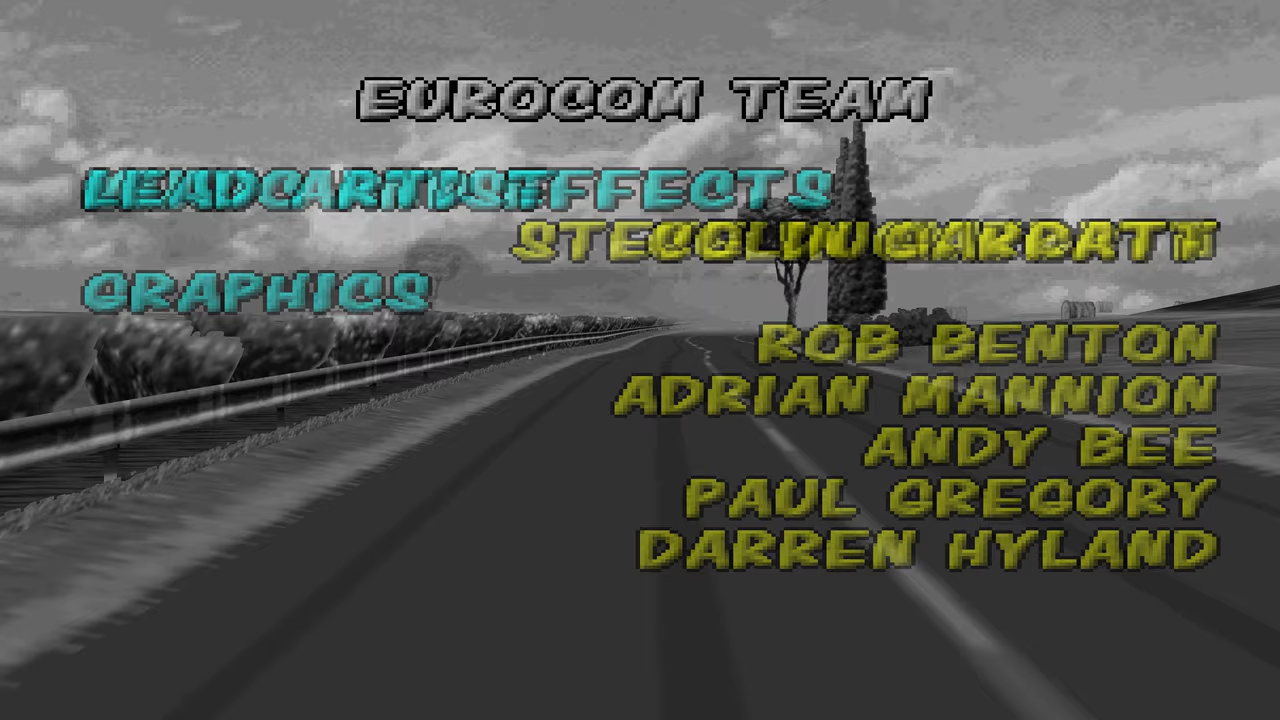 EUROCOM TEAM
GRAPHICS
ROB BENTON
ADRIAN MANNION
ANDY BEE
PAUL GREGORY
DARREN HYLAND